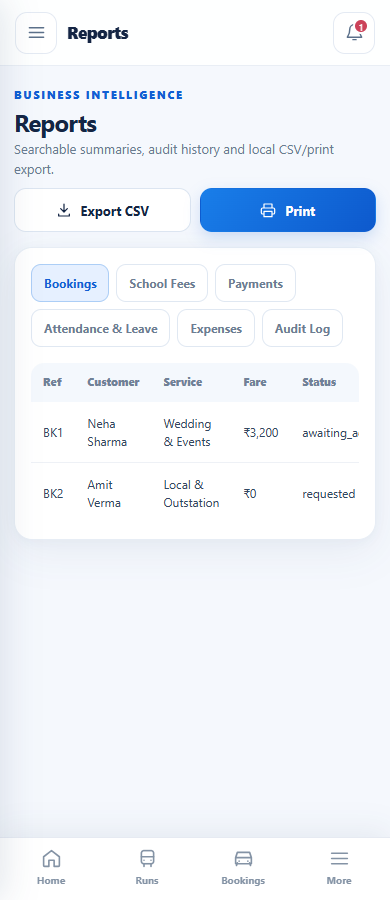 Reports
1
BUSINESS INTELLIGENCE
Reports
Searchable summaries, audit history and local CSV/print
export.
Export CSV
Print
Bookings
School Fees
Payments
Attendance & Leave
Expenses
Audit Log
Ref Customer Service Fare Status
BK1 Neha Sharma Wedding & Events ₹3,200 awaiting_a
BK2 Amit Verma Local & Outstation ₹0 requested
Home
Runs
Bookings
More